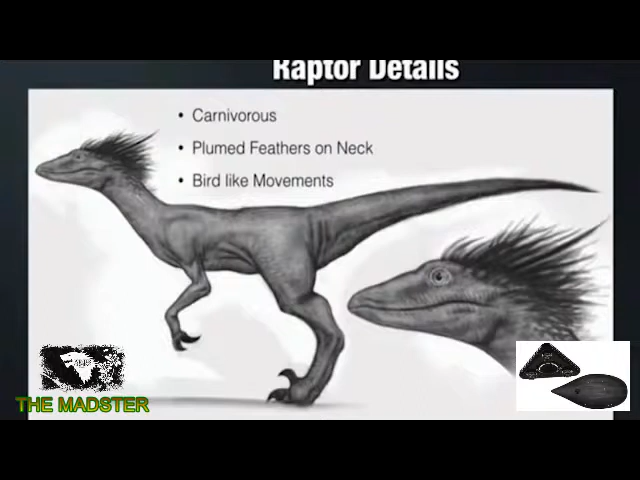 Raptor Details
• Carnivorous
• Plumed Feathers on Neck
• Bird like Movements
THE MADSTER